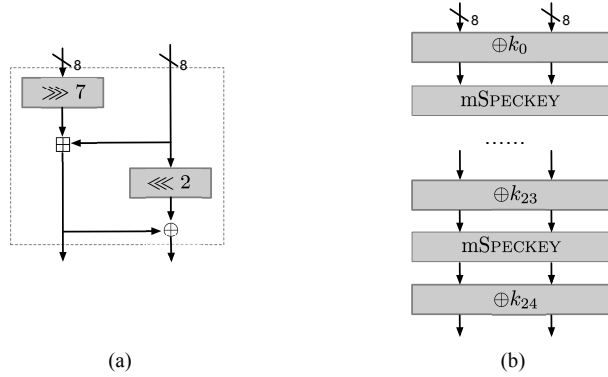 8 8
⋙ 7
⊞
⋘ 2
⊕
(a)
8 8
⊕k₀
mSPECKEY
......
⊕k₂₃
mSPECKEY
⊕k₂₄
(b)